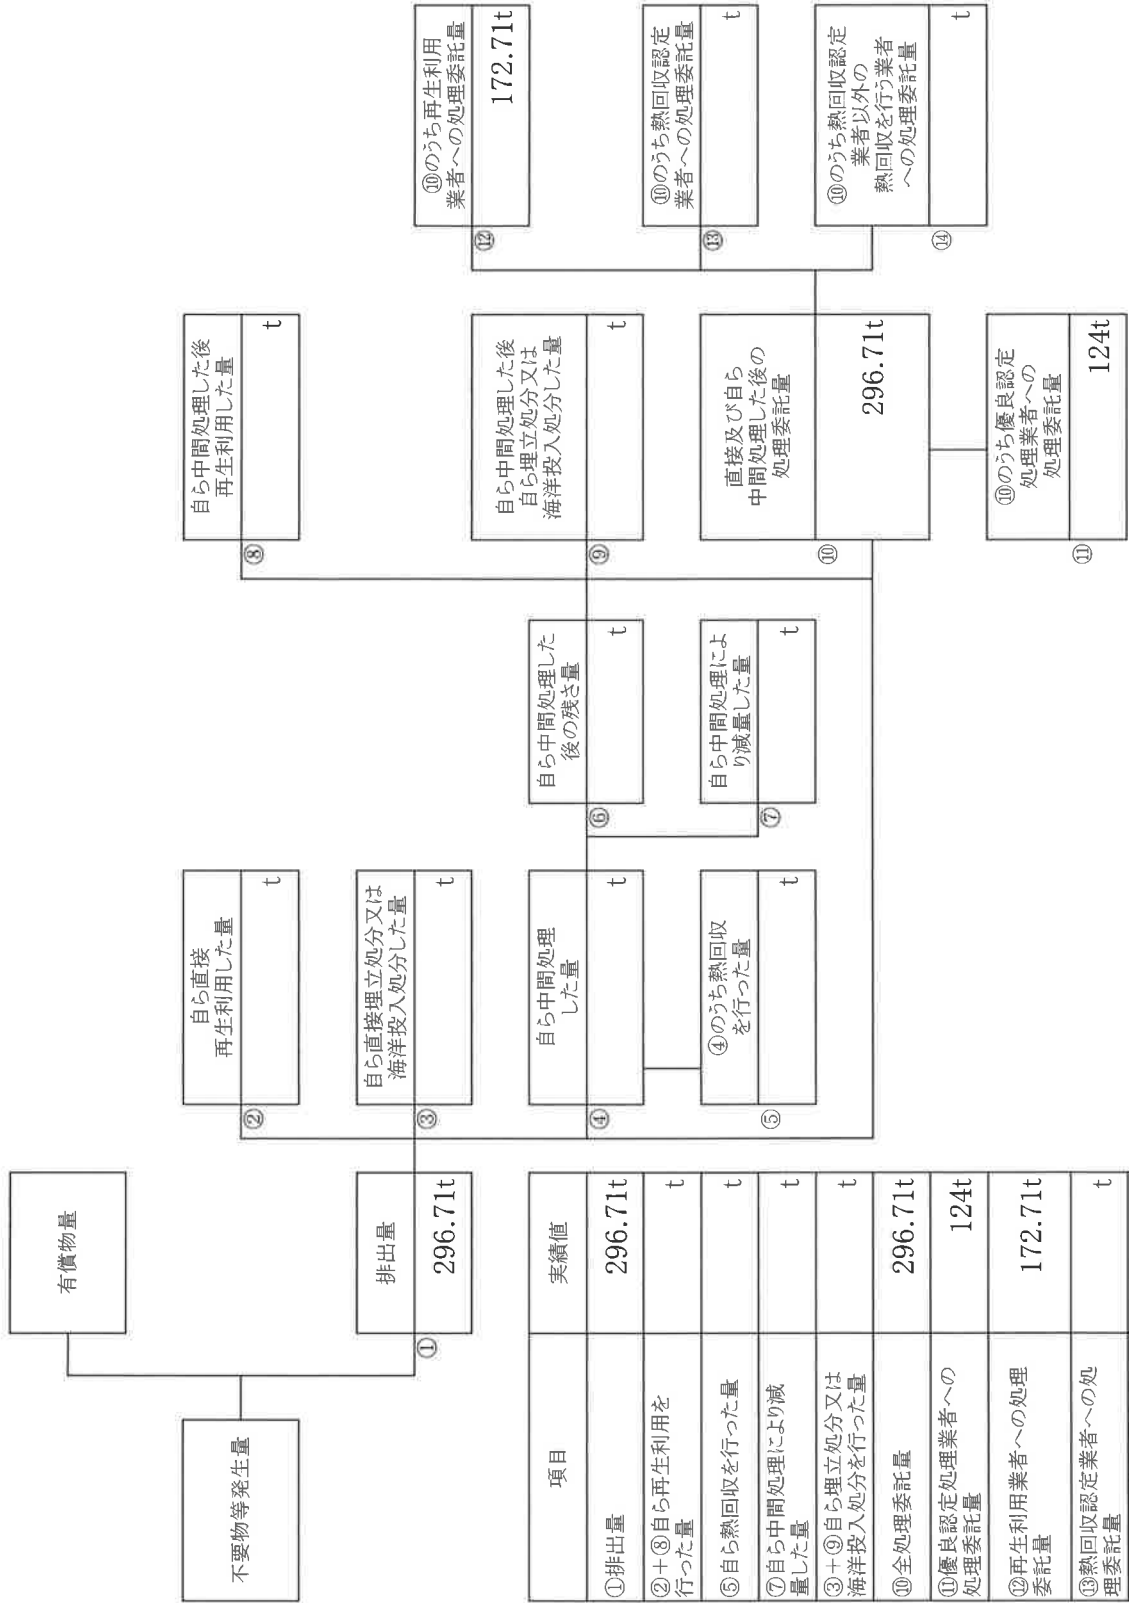 不要物等発生量
有償物量
排出量
①
296.71t
自ら直接
再生利用した量
②
t
自ら直接埋立処分又は
海洋投入処分した量
③
t
自ら中間処理
した量
④
t
④のうち熱回収
を行った量
⑤
t
自ら中間処理した
後の残さ量
⑥
t
自ら中間処理によ
り減量した量
⑦
t
自ら中間処理した後
再生利用した量
⑧
t
自ら中間処理した後
自ら埋立処分又は
海洋投入処分した量
⑨
t
直接及び自ら
中間処理した後の
処理委託量
⑩
296.71t
⑩のうち優良認定
処理業者への
処理委託量
⑪
124t
⑩のうち再生利用
業者への処理委託量
⑫
172.71t
⑩のうち熱回収認定
業者への処理委託量
⑬
t
⑩のうち熱回収認定
業者以外の
熱回収を行う業者
への処理委託量
⑭
t
項目 実績値
①排出量 296.71t
②+⑧自ら再生利用を
行った量 t
⑤自ら熱回収を行った量 t
⑦自ら中間処理により減
量した量 t
③+⑨自ら埋立処分又は
海洋投入処分を行った量 t
⑩全処理委託量 296.71t
⑪優良認定処理業者への
処理委託量 124t
⑫再生利用業者への処理
委託量 172.71t
⑬熱回収認定業者への処
理委託量 t